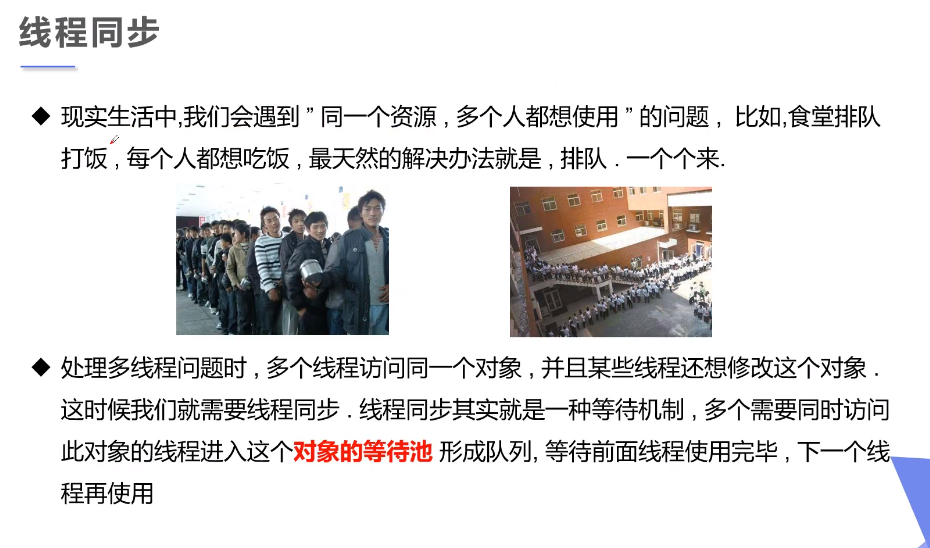 线程同步
◆ 现实生活中,我们会遇到 ” 同一个资源 , 多个人都想使用 ” 的问题 , 比如,食堂排队
打饭 , 每个人都想吃饭 , 最天然的解决办法就是 , 排队 . 一个个来.
◆ 处理多线程问题时 , 多个线程访问同一个对象 , 并且某些线程还想修改这个对象 .
这时候我们就需要线程同步 . 线程同步其实就是一种等待机制 , 多个需要同时访问
此对象的线程进入这个对象的等待池 形成队列, 等待前面线程使用完毕 , 下一个线
程再使用